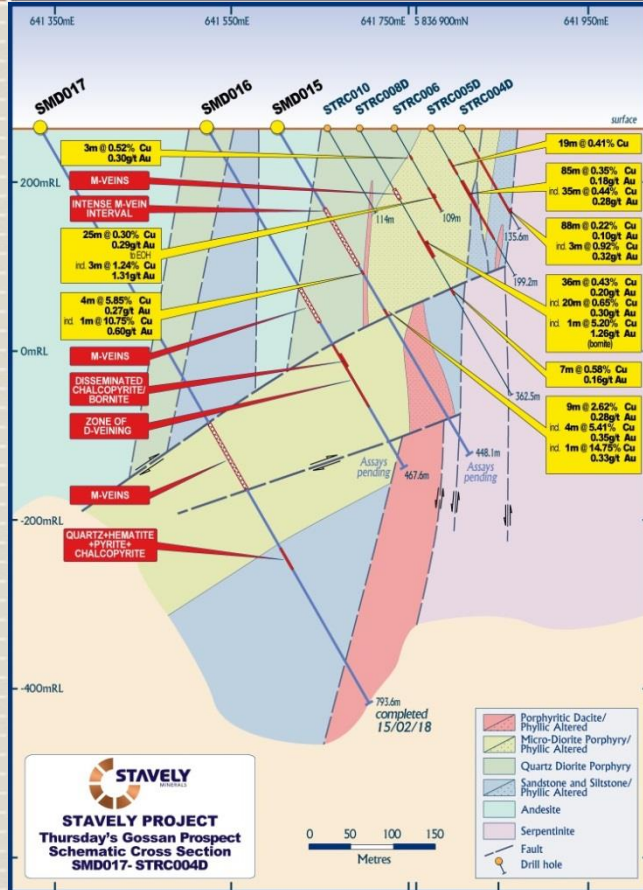 641 350mE
641 550mE
641 750mE
5 836 900mN
641 950mE
SMD017
SMD016
SMD015
STRC010
STRC008D
STRC006
STRC005D
STRC004D
surface
3m @ 0.52% Cu
0.30g/t Au
M-VEINS
INTENSE M-VEIN
INTERVAL
25m @ 0.30% Cu
0.29g/t Au
to EOH
incl. 3m @ 1.24% Cu
1.31g/t Au
4m @ 5.85% Cu
0.27g/t Au
incl. 1m @ 10.75% Cu
0.60g/t Au
M-VEINS
DISSEMINATED
CHALCOPYRITE/
BORNITE
ZONE OF
D-VEINING
M-VEINS
QUARTZ+HEMATITE
+PYRITE+
CHALCOPYRITE
200mRL
0mRL
-200mRL
-400mRL
19m @ 0.41% Cu
85m @ 0.35% Cu
0.18g/t Au
incl. 35m @ 0.44% Cu
0.28g/t Au
88m @ 0.22% Cu
0.10g/t Au
incl. 3m @ 0.92% Cu
0.32g/t Au
36m @ 0.43% Cu
0.20g/t Au
incl. 20m @ 0.65% Cu
0.30g/t Au
incl. 1m @ 5.20% Cu
1.26g/t Au
(bornite)
7m @ 0.58% Cu
0.16g/t Au
9m @ 2.62% Cu
0.28g/t Au
incl. 4m @ 5.41% Cu
0.35g/t Au
incl. 1m @ 14.75% Cu
0.33g/t Au
114m
109m
135.6m
199.2m
362.5m
448.1m
Assays
pending
467.6m
Assays
pending
793.6m
completed
15/02/18
STAVELY
MINERALS
STAVELY PROJECT
Thursday's Gossan Prospect
Schematic Cross Section
SMD017- STRC004D
0 50 100 150
Metres
Porphyritic Dacite/
Phyllic Altered
Micro-Diorite Porphyry/
Phyllic Altered
Quartz Diorite Porphyry
Sandstone and Siltstone/
Phyllic Altered
Andesite
Serpentinite
Fault
Drill hole